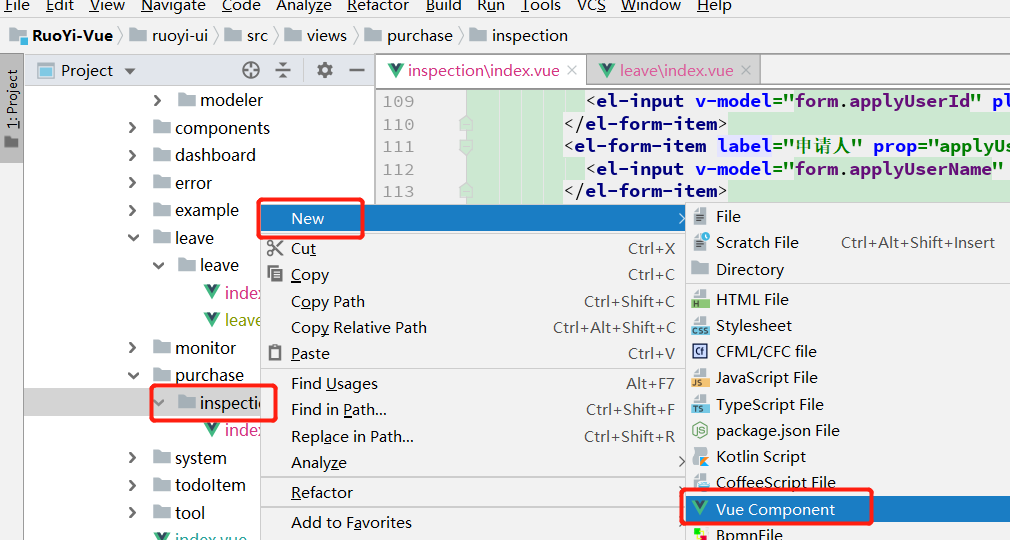 File Edit View Navigate Code Analyze Refactor Build Run Tools VCS Window Help
RuoYi-Vue ruoyi-ui src views purchase inspection
1: Project
Project
inspection\index.vue
leave\index.vue
109 <el-input v-model="form.applyUserId" pl
110 </el-form-item>
111 <el-form-item label="申请人" prop="applyUs
112 <el-input v-model="form.applyUserName"
113 </el-form-item>
modeler
components
dashboard
error
example
leave
leave
index
leave
monitor
purchase
inspecti
index
system
todoItem
tool
index.vue
New
Cut Ctrl+X
Copy Ctrl+C
Copy Path Ctrl+Shift+C
Copy Relative Path Ctrl+Alt+Shift+C
Paste Ctrl+V
Find Usages Alt+F7
Find in Path... Ctrl+Shift+F
Replace in Path... Ctrl+Shift+R
Analyze
Refactor
Add to Favorites
File
Scratch File Ctrl+Alt+Shift+Insert
Directory
HTML File
Stylesheet
CFML/CFC file
JavaScript File
TypeScript File
package.json File
Kotlin Script
CoffeeScript File
Vue Component
BpmnFile